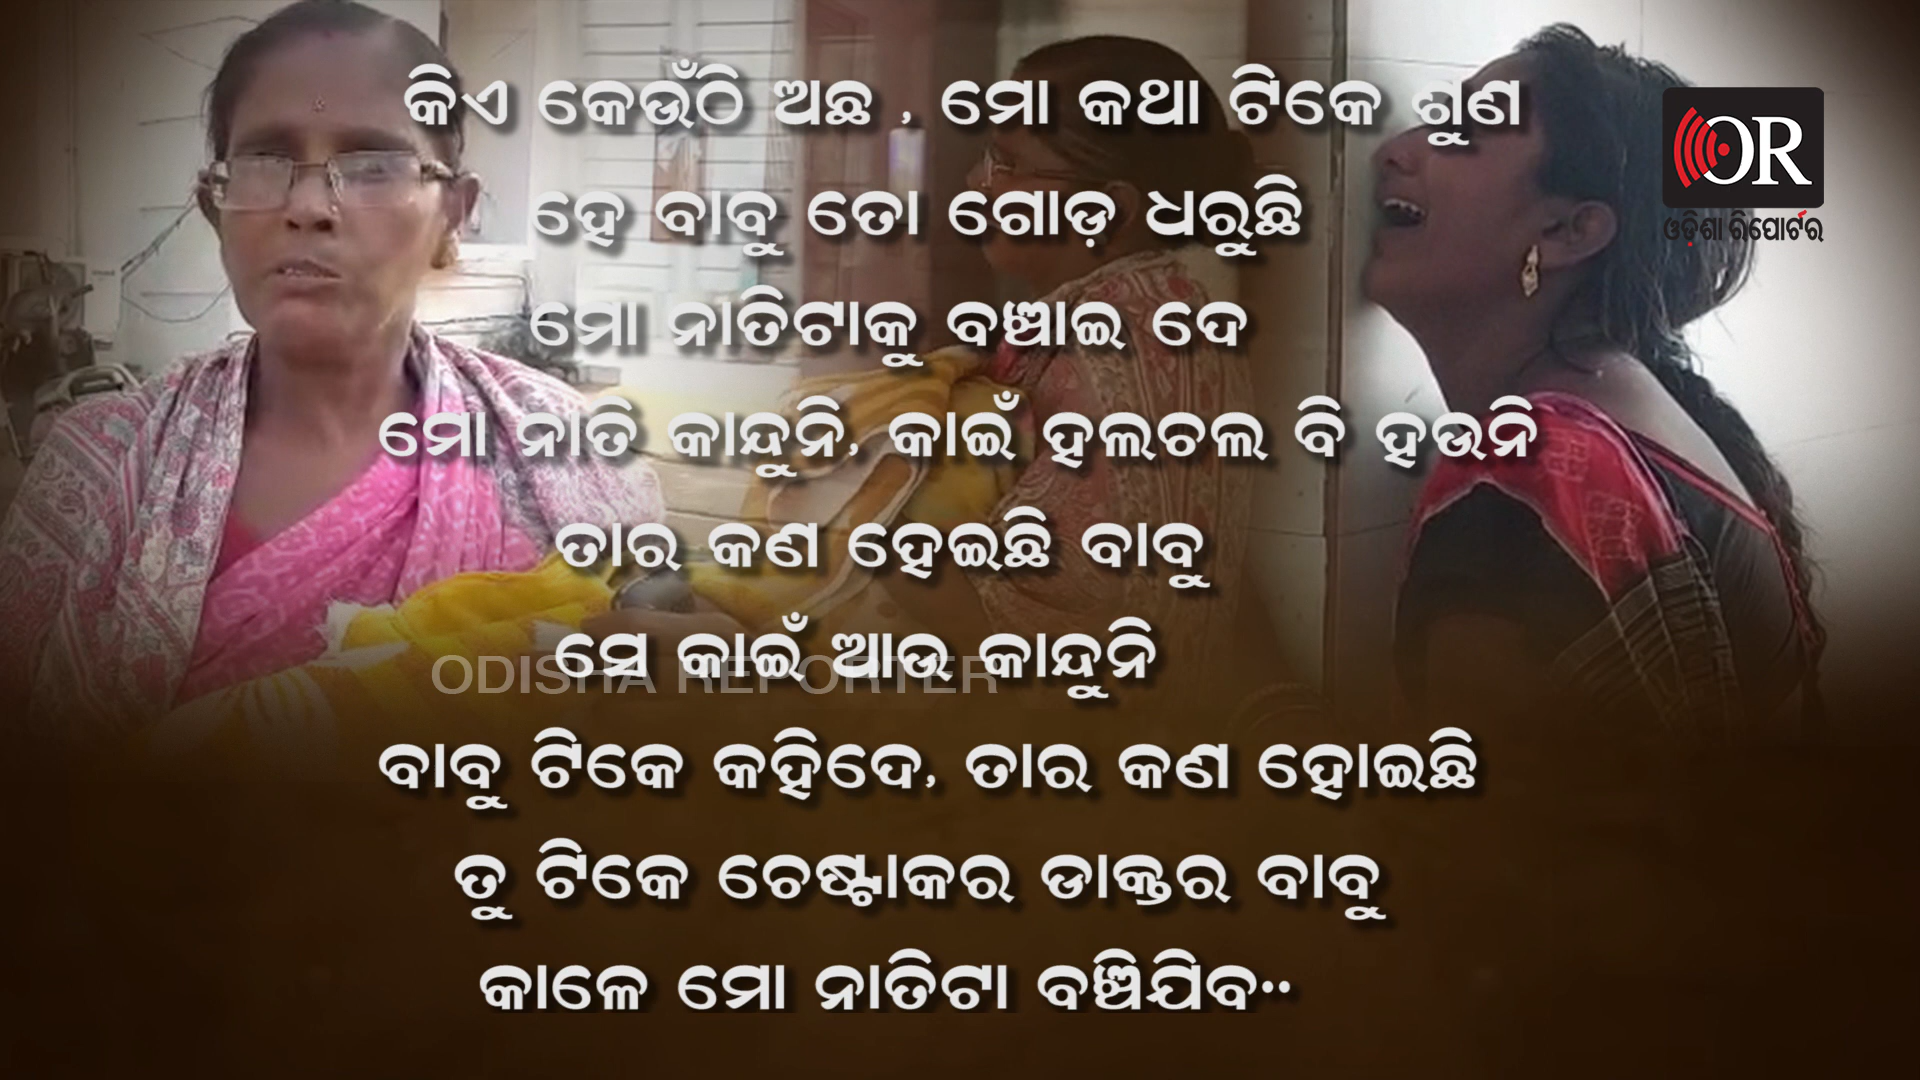 କିଏ କେଉଁଠି ଅଛ , ମୋ କଥା ଟିକେ ଶୁଣ
ହେ ବାବୁ ତୋ ଗୋଡ଼ ଧରୁଛି
ମୋ ନାତିଟାକୁ ବଞ୍ଚାଇ ଦେ
ମୋ ନାତି କାନ୍ଦୁନି, କାଇଁ ହଲଚଲ ବି ହଉନି
ତାର କଣ ହେଇଛି ବାବୁ
ସେ କାଇଁ ଆଉ କାନ୍ଦୁନି
ବାବୁ ଟିକେ କହିଦେ, ତାର କଣ ହୋଇଛି
ତୁ ଟିକେ ଚେଷ୍ଟାକର ଡାକ୍ତର ବାବୁ
କାଳେ ମୋ ନାତିଟା ବଞ୍ଚିଯିବ..
OR
ଓଡ଼ିଶା ରିପୋର୍ଟର
ODISHA REPORTER